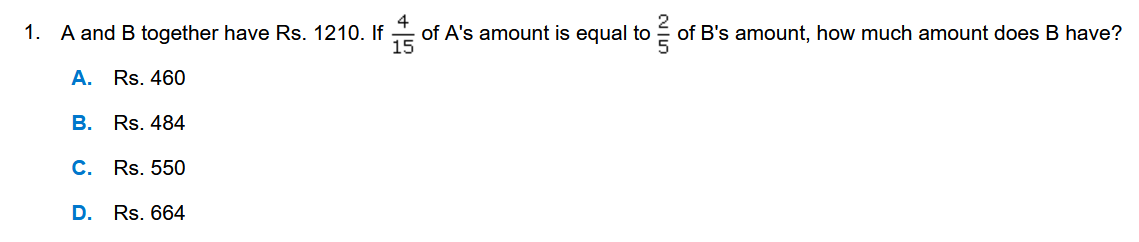 1. A and B together have Rs. 1210. If 4/15 of A's amount is equal to 2/5 of B's amount, how much amount does B have?
A. Rs. 460
B. Rs. 484
C. Rs. 550
D. Rs. 664